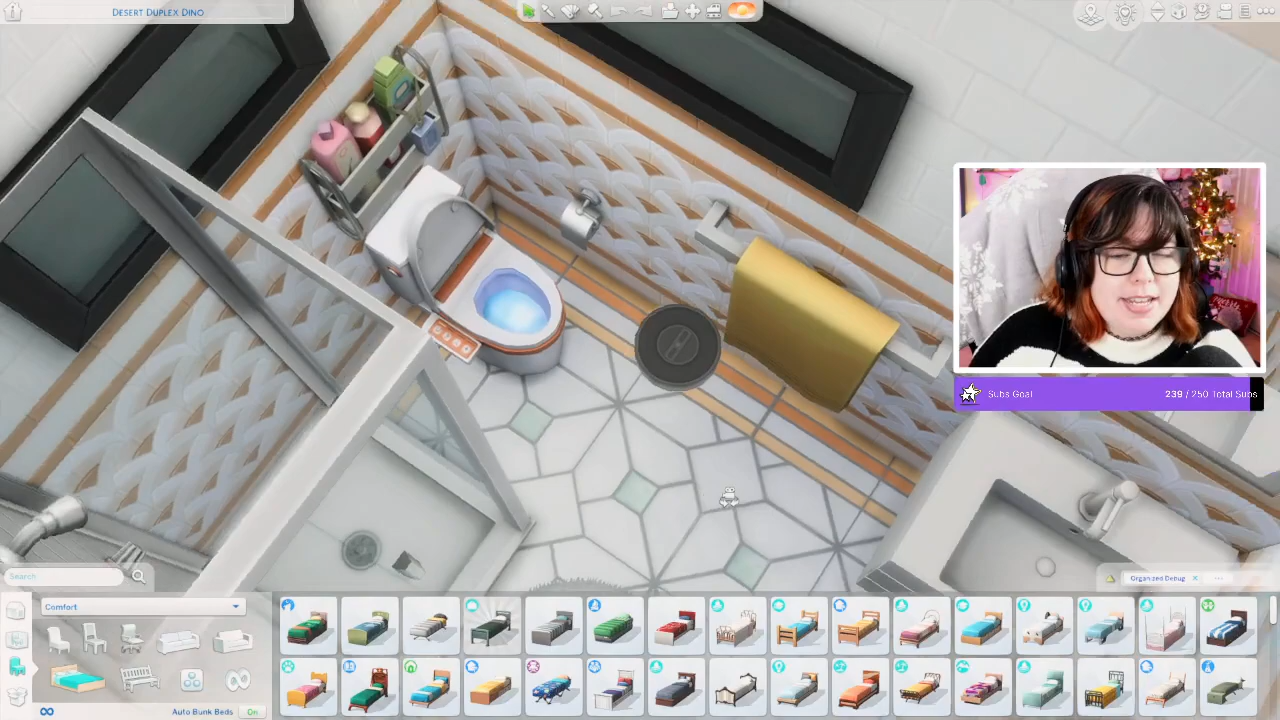 Desert Duplex Dino
Subs Goal
239 / 250 Total Subs
Search
Organized Debug
Comfort
Auto Bunk Beds
On